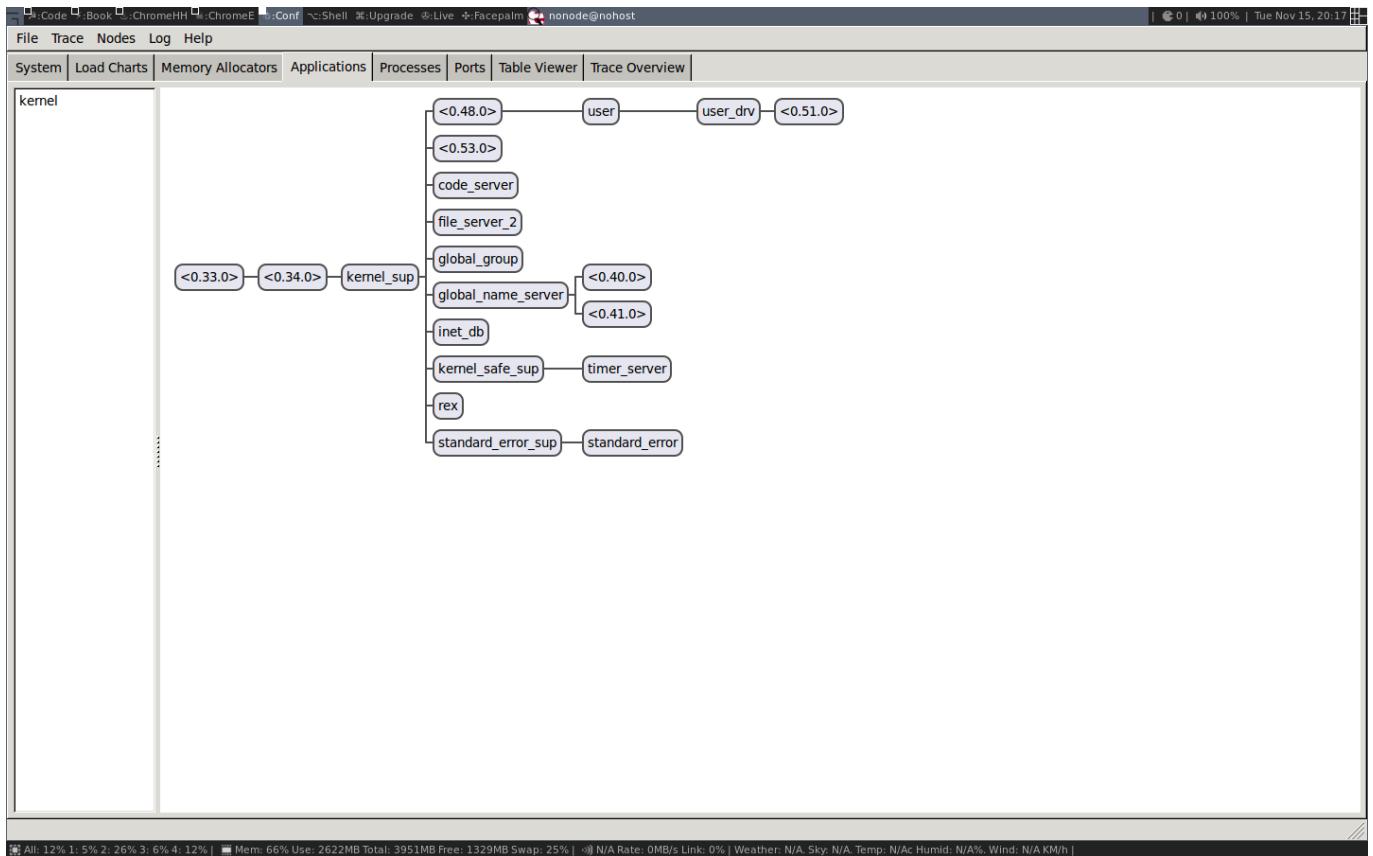 :Code :Book :ChromeHH :ChromeE :Conf ⌥:Shell ⌘:Upgrade :Live :Facepalm nonode@nohost | 0 | 100% | Tue Nov 15, 20:17
File Trace Nodes Log Help
System Load Charts Memory Allocators Applications Processes Ports Table Viewer Trace Overview
kernel
<0.48.0> user user_drv <0.51.0>
<0.53.0>
code_server
file_server_2
global_group
<0.33.0> <0.34.0> kernel_sup <0.40.0>
global_name_server
<0.41.0>
inet_db
kernel_safe_sup timer_server
rex
standard_error_sup standard_error
All: 12% 1: 5% 2: 26% 3: 6% 4: 12% | Mem: 66% Use: 2622MB Total: 3951MB Free: 1329MB Swap: 25% | N/A Rate: 0MB/s Link: 0% | Weather: N/A. Sky: N/A. Temp: N/Ac Humid: N/A%. Wind: N/A KM/h |